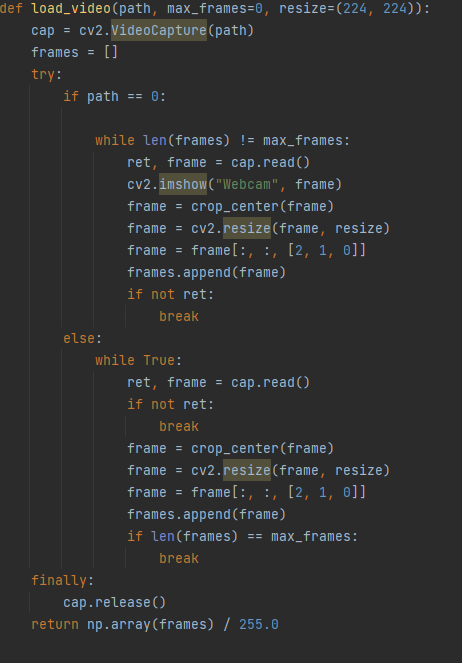 def load_video(path, max_frames=0, resize=(224, 224)):
    cap = cv2.VideoCapture(path)
    frames = []
    try:
        if path == 0:

            while len(frames) != max_frames:
                ret, frame = cap.read()
                cv2.imshow("Webcam", frame)
                frame = crop_center(frame)
                frame = cv2.resize(frame, resize)
                frame = frame[:, :, [2, 1, 0]]
                frames.append(frame)
                if not ret:
                    break
        else:
            while True:
                ret, frame = cap.read()
                if not ret:
                    break
                frame = crop_center(frame)
                frame = cv2.resize(frame, resize)
                frame = frame[:, :, [2, 1, 0]]
                frames.append(frame)
                if len(frames) == max_frames:
                    break
    finally:
        cap.release()
    return np.array(frames) / 255.0